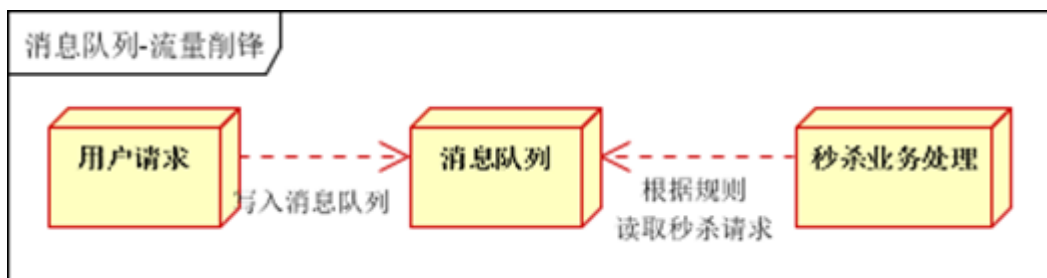 消息队列-流量削锋
用户请求
消息队列
秒杀业务处理
写入消息队列
根据规则
读取秒杀请求